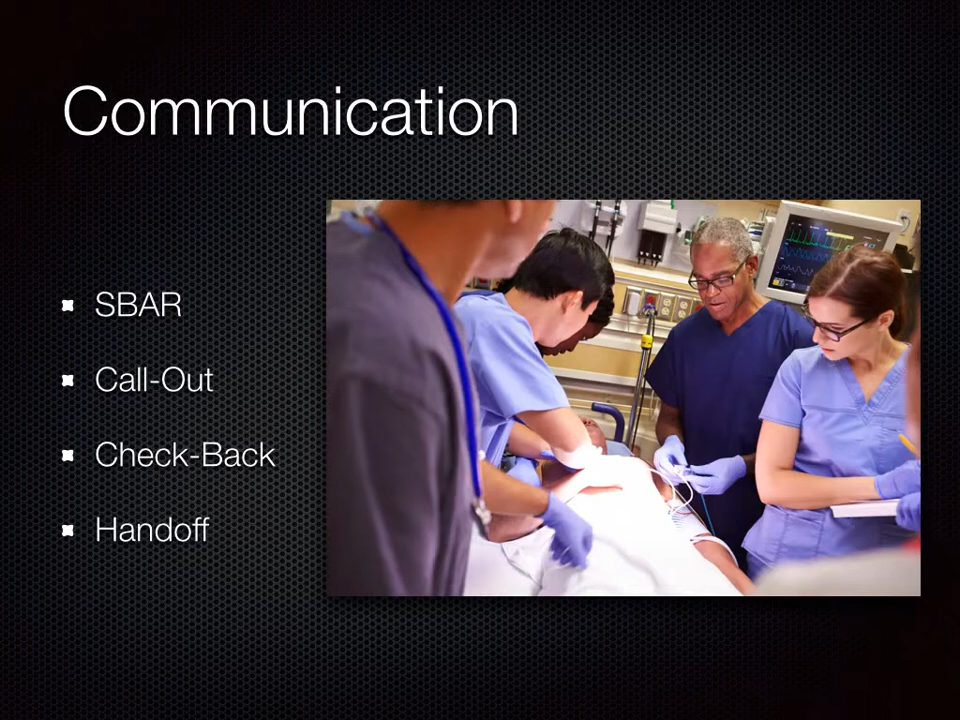 Communication
SBAR
Call-Out
Check-Back
Handoff